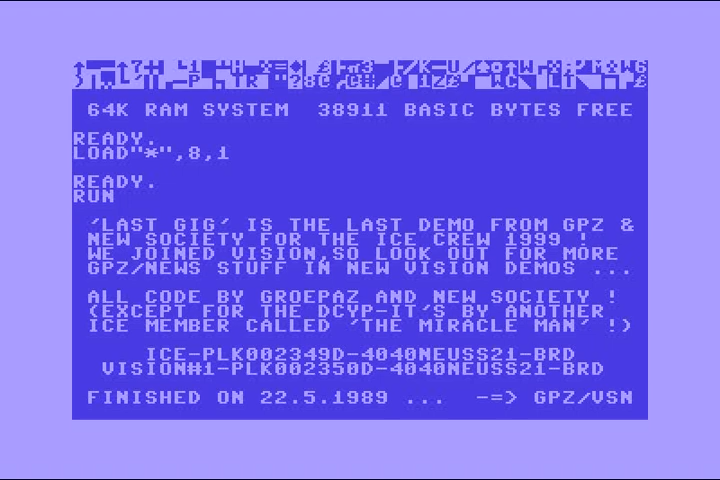 64K RAM SYSTEM  38911 BASIC BYTES FREE
READY.
LOAD"*",8,1
READY.
RUN
'LAST GIG' IS THE LAST DEMO FROM GPZ &
NEW SOCIETY FOR THE ICE CREW 1999 !
WE JOINED VISION,SO LOOK OUT FOR MORE
GPZ/NEWS STUFF IN NEW VISION DEMOS ...
ALL CODE BY GROEPAZ AND NEW SOCIETY !
(EXCEPT FOR THE DCYP-IT'S BY ANOTHER
ICE MEMBER CALLED 'THE MIRACLE MAN' !)
ICE-PLK002349D-4040NEUSS21-BRD
VISION#1-PLK002350D-4040NEUSS21-BRD
FINISHED ON 22.5.1989 ...  -=> GPZ/VSN